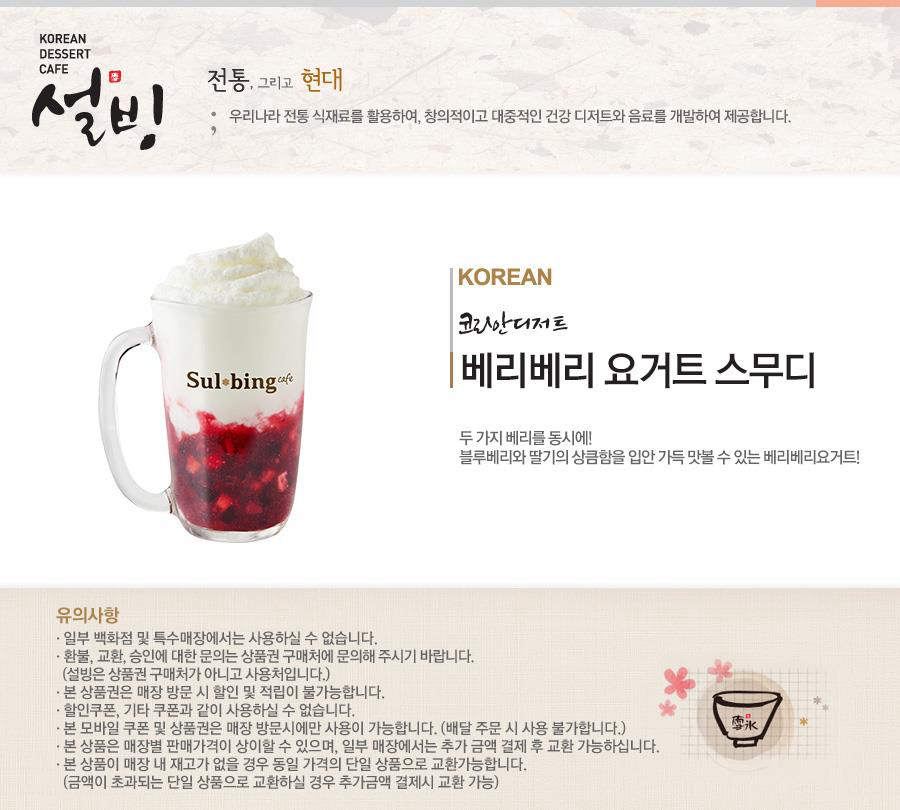 KOREAN
DESSERT
CAFE
설빙
전통, 그리고 현대
우리나라 전통 식재료를 활용하여, 창의적이고 대중적인 건강 디저트와 음료를 개발하여 제공합니다.
Sul bing cafe
KOREAN
코리안디저트
베리베리 요거트 스무디
두 가지 베리를 동시에!
블루베리와 딸기의 상큼함을 입안 가득 맛볼 수 있는 베리베리요거트!
유의사항
· 일부 백화점 및 특수매장에서는 사용하실 수 없습니다.
· 환불, 교환, 승인에 대한 문의는 상품권 구매처에 문의해 주시기 바랍니다.
(설빙은 상품권 구매처가 아니고 사용처입니다.)
· 본 상품권은 매장 방문 시 할인 및 적립이 불가능합니다.
· 할인쿠폰, 기타 쿠폰과 같이 사용하실 수 없습니다.
· 본 모바일 쿠폰 및 상품권은 매장 방문시에만 사용이 가능합니다. (배달 주문 시 사용 불가합니다.)
· 본 상품은 매장별 판매가격이 상이할 수 있으며, 일부 매장에서는 추가 금액 결제 후 교환 가능하십니다.
· 본 상품이 매장 내 재고가 없을 경우 동일 가격의 단일 상품으로 교환가능합니다.
(금액이 초과되는 단일 상품으로 교환하실 경우 추가금액 결제시 교환 가능)
雪氷